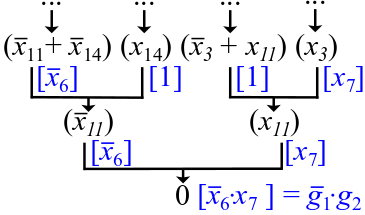 ... ... ... ...
(x̄₁₁ + x̄₁₄) (x₁₄) (x̄₃ + x₁₁) (x₃)
[x̄₆] [1] [1] [x₇]
(x̄₁₁) (x₁₁)
[x̄₆] [x₇]
0 [x̄₆·x₇ ] = ḡ₁·g₂